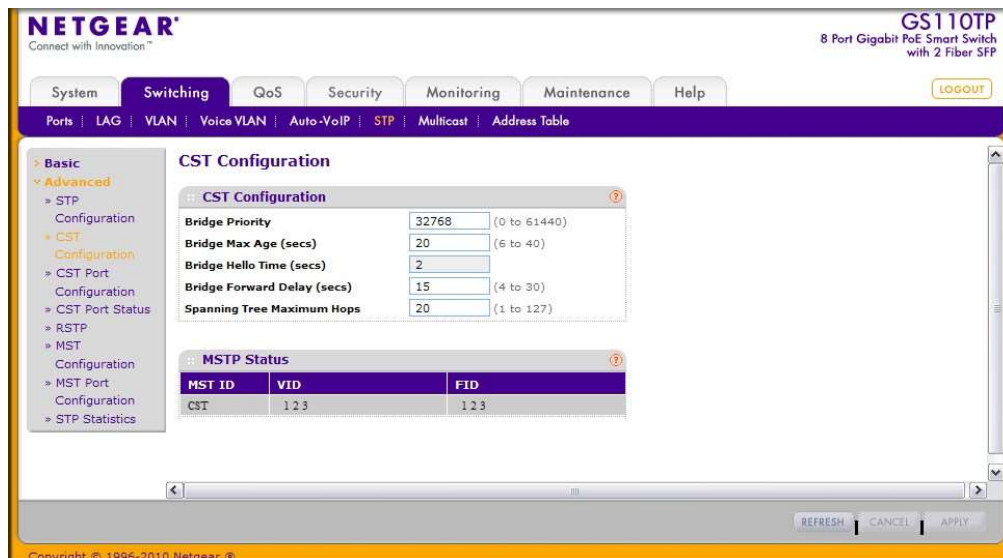 NETGEAR®
Connect with Innovation™
GS110TP
8 Port Gigabit PoE Smart Switch
with 2 Fiber SFP
System
Switching
QoS
Security
Monitoring
Maintenance
Help
LOGOUT
Ports | LAG | VLAN | Voice VLAN | Auto-VoIP | STP | Multicast | Address Table
Basic
Advanced
» STP
Configuration
» CST
Configuration
» CST Port
Configuration
» CST Port Status
» RSTP
» MST
Configuration
» MST Port
Configuration
» STP Statistics
CST Configuration
CST Configuration ?
Bridge Priority 32768 (0 to 61440)
Bridge Max Age (secs) 20 (6 to 40)
Bridge Hello Time (secs) 2
Bridge Forward Delay (secs) 15 (4 to 30)
Spanning Tree Maximum Hops 20 (1 to 127)
MSTP Status ?
MST ID VID FID
CST 1 2 3 1 2 3
REFRESH CANCEL APPLY
Copyright © 1996-2010 Netgear ®